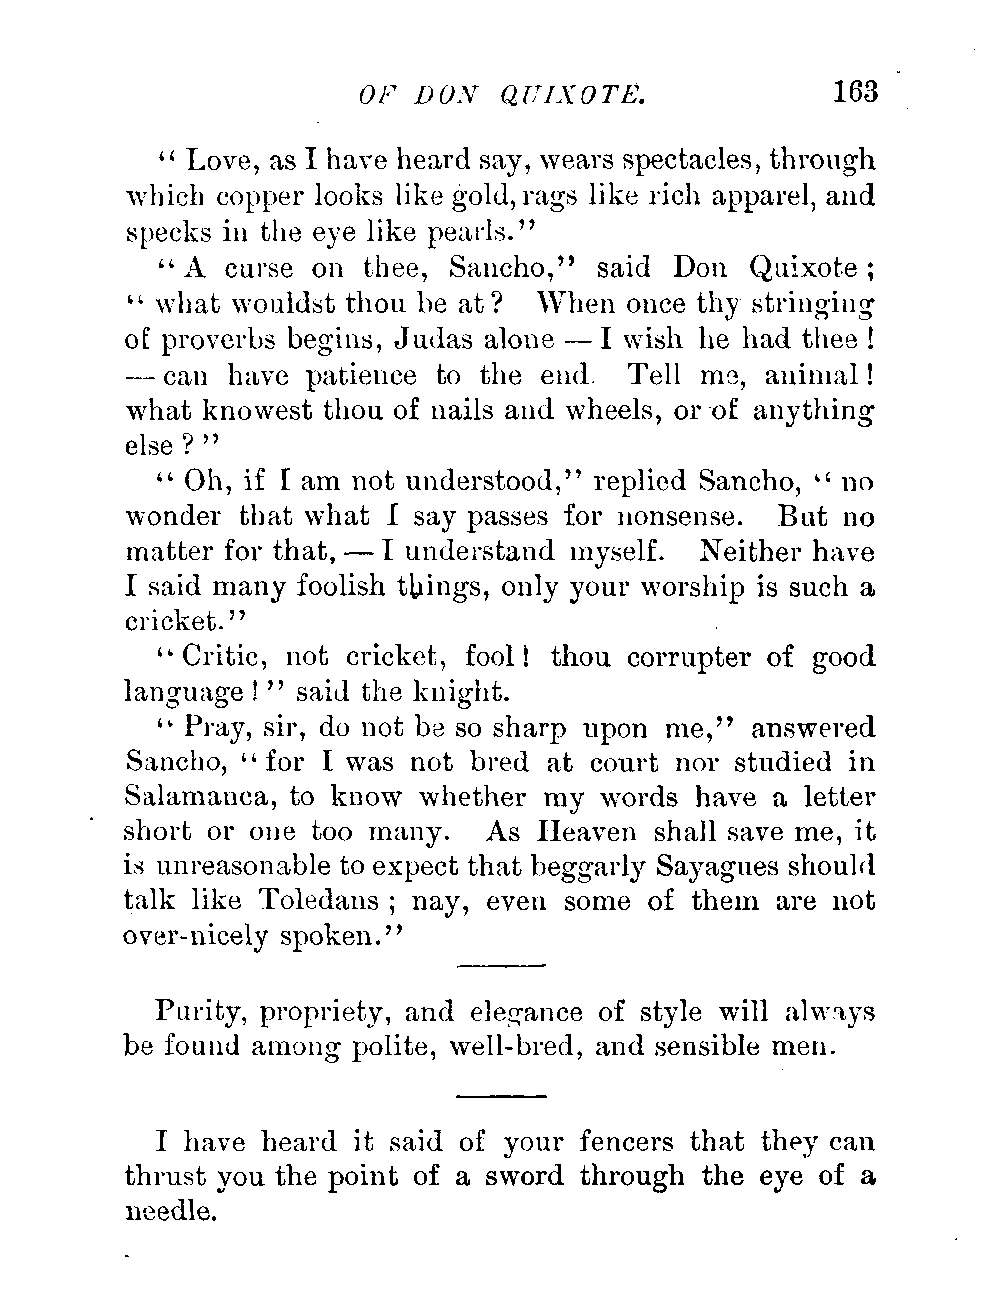 OF DON QUIXOTE. 163
“ Love, as I have heard say, wears spectacles, through
which copper looks like gold, rags like rich apparel, and
specks in the eye like pearls.”
“ A curse on thee, Sancho,” said Don Quixote ;
“ what wouldst thou be at ? When once thy stringing
of proverbs begins, Judas alone — I wish he had thee !
— can have patience to the end. Tell me, animal !
what knowest thou of nails and wheels, or of anything
else ? ”
“ Oh, if I am not understood,” replied Sancho, “ no
wonder that what I say passes for nonsense. But no
matter for that, — I understand myself. Neither have
I said many foolish things, only your worship is such a
cricket.”
“ Critic, not cricket, fool ! thou corrupter of good
language ! ” said the knight.
“ Pray, sir, do not be so sharp upon me,” answered
Sancho, “ for I was not bred at court nor studied in
Salamanca, to know whether my words have a letter
short or one too many. As Heaven shall save me, it
is unreasonable to expect that beggarly Sayagues should
talk like Toledans ; nay, even some of them are not
over-nicely spoken.”
Purity, propriety, and elegance of style will always
be found among polite, well-bred, and sensible men.
I have heard it said of your fencers that they can
thrust you the point of a sword through the eye of a
needle.